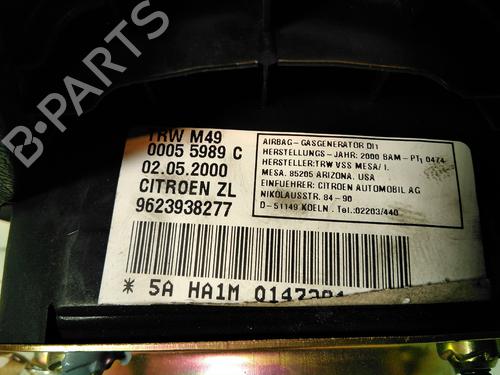 TRW M49
0005 5989 C
02.05.2000
CITROEN ZL
9623938277
AIRBAG-GASGENERATOR DI1
HERSTELLUNGS-JAHR: 2000 BAM-PT1 0474
HERSTELLER:TRW VSS MESA/ I.
MESA. 85205 ARIZONA. USA
EINFUEHRER: CITROEN AUTOMOBIL AG
NIKOLAUSSTR. 84-90
D-51149 KOELN. Tel.:02203/440
* 5A HA1M
B-PARTS